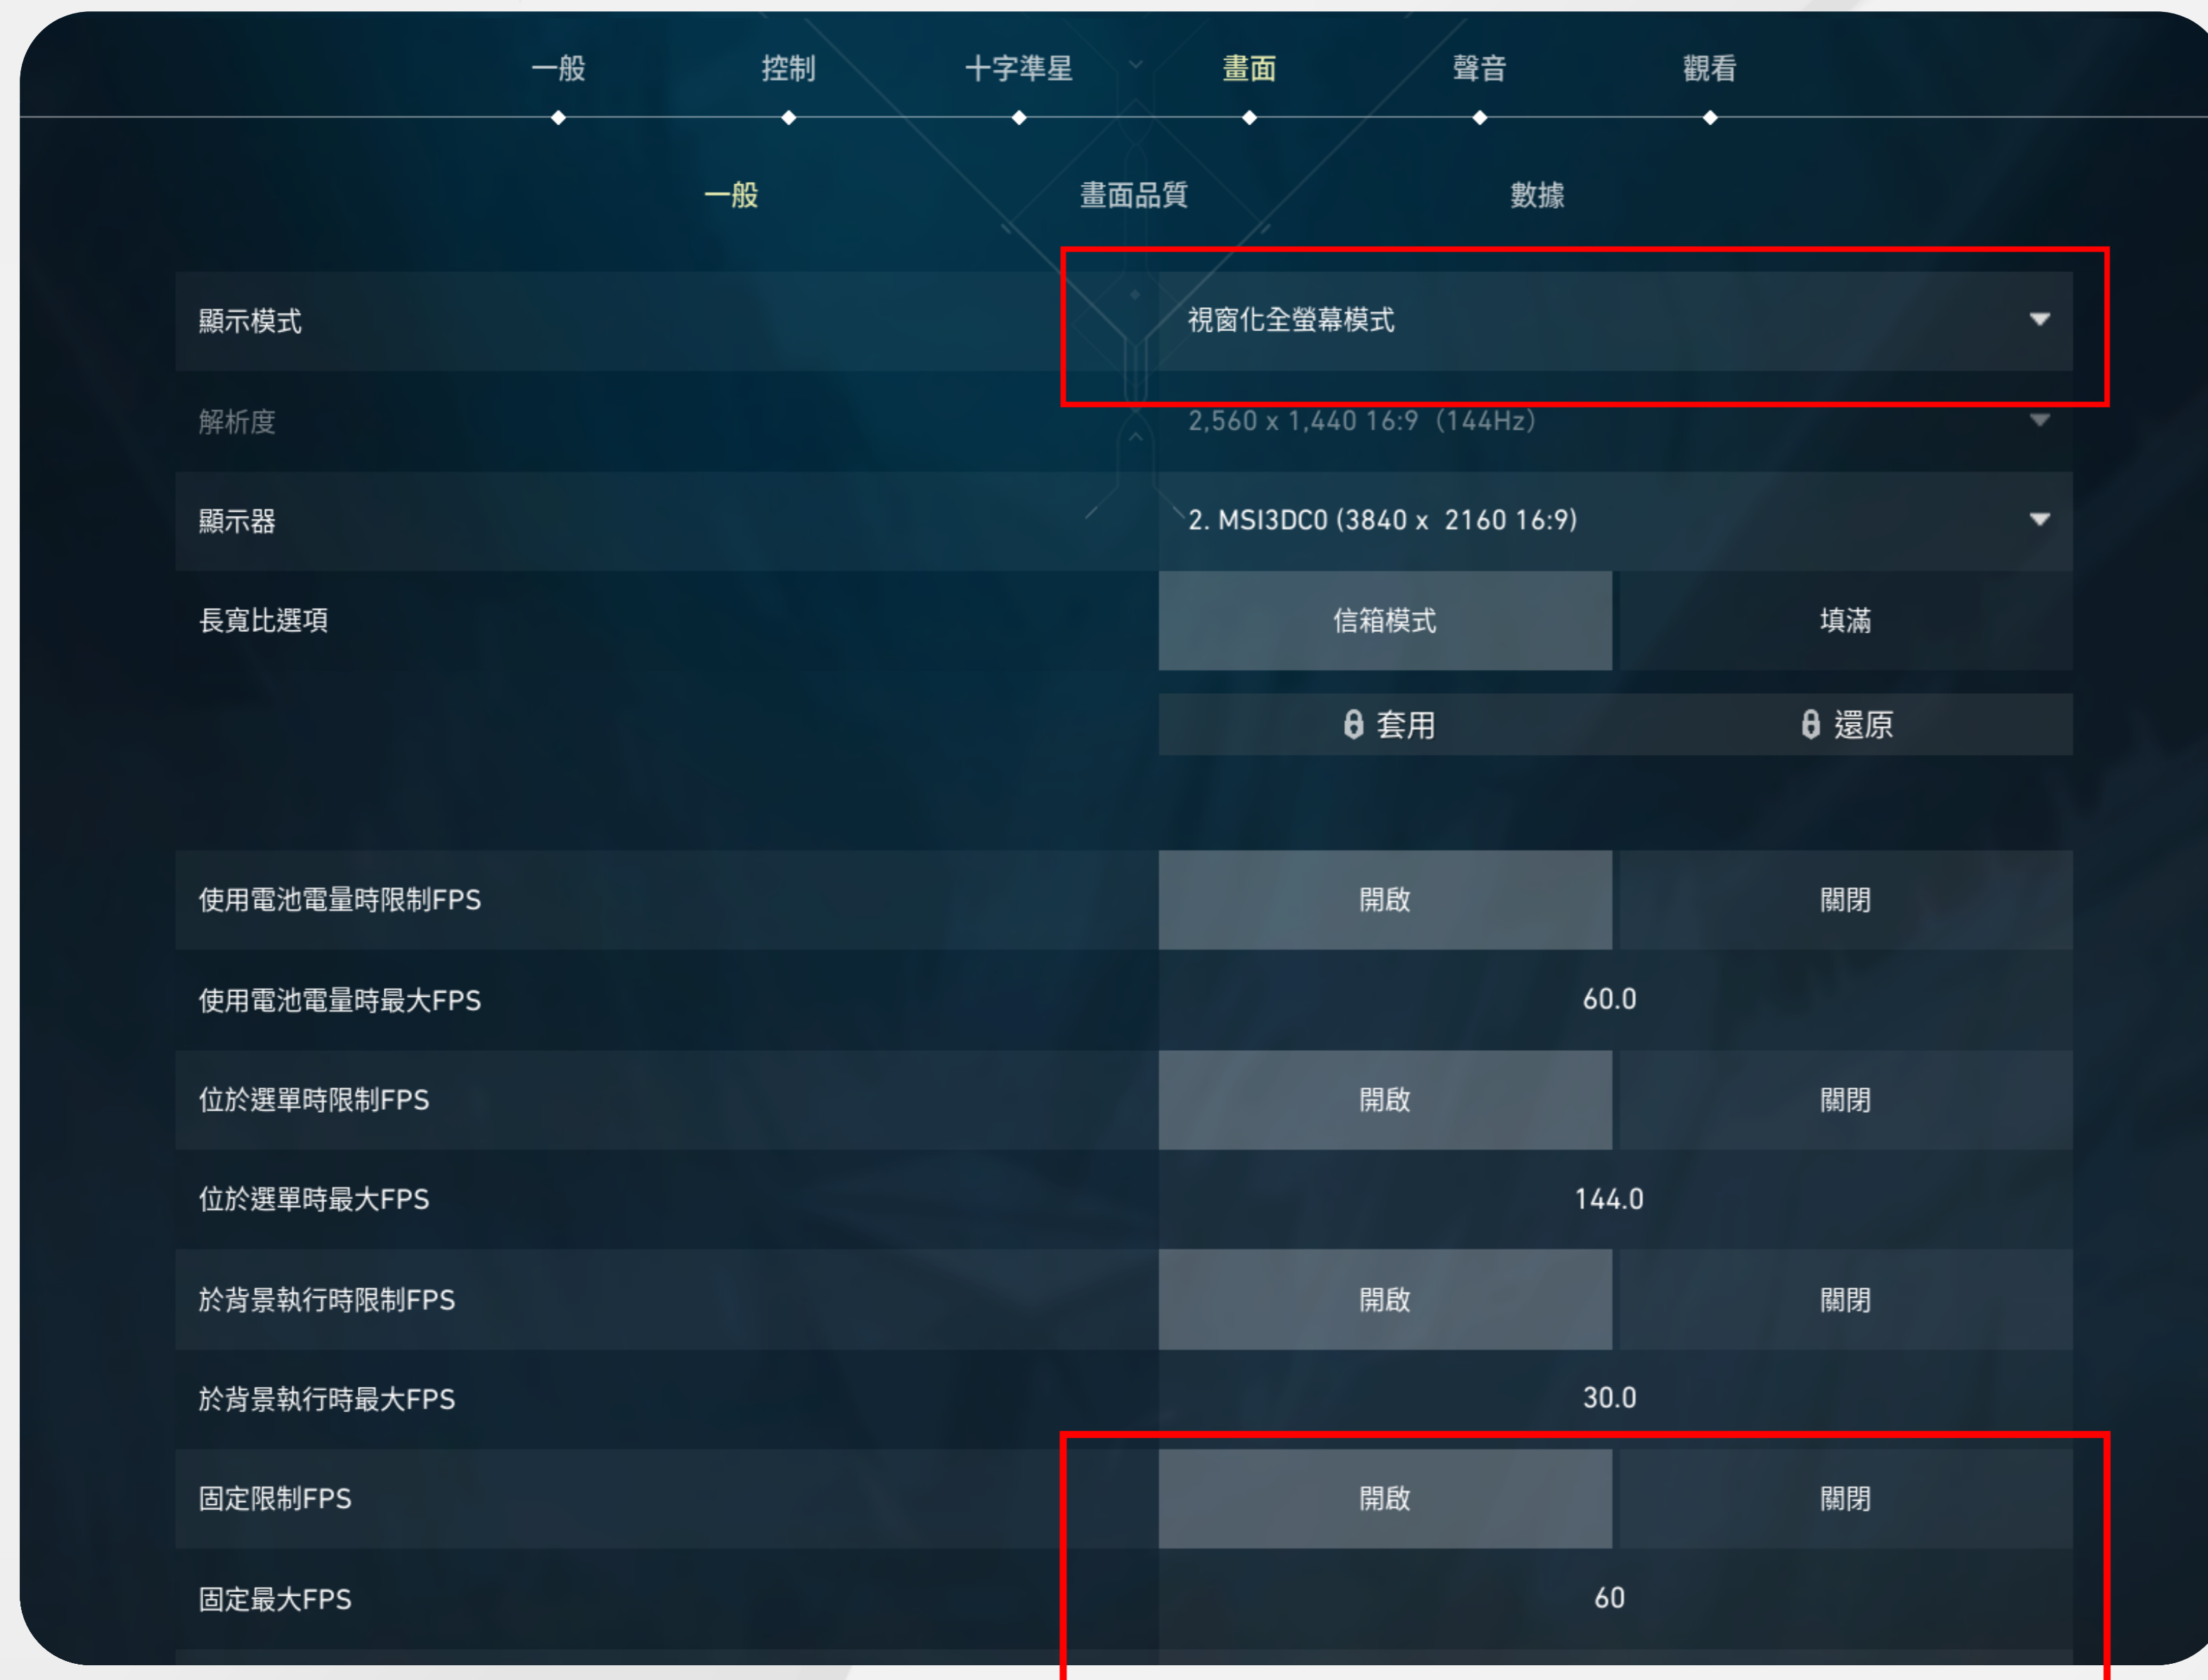 一般 控制 十字準星 畫面 聲音 觀看
一般 畫面品質 數據
顯示模式 視窗化全螢幕模式
解析度 2,560 x 1,440 16:9 (144Hz)
顯示器 2. MSI3DC0 (3840 x 2160 16:9)
長寬比選項 信箱模式 填滿
套用 還原
使用電池電量時限制FPS 開啟 關閉
使用電池電量時最大FPS 60.0
位於選單時限制FPS 開啟 關閉
位於選單時最大FPS 144.0
於背景執行時限制FPS 開啟 關閉
於背景執行時最大FPS 30.0
固定限制FPS 開啟 關閉
固定最大FPS 60